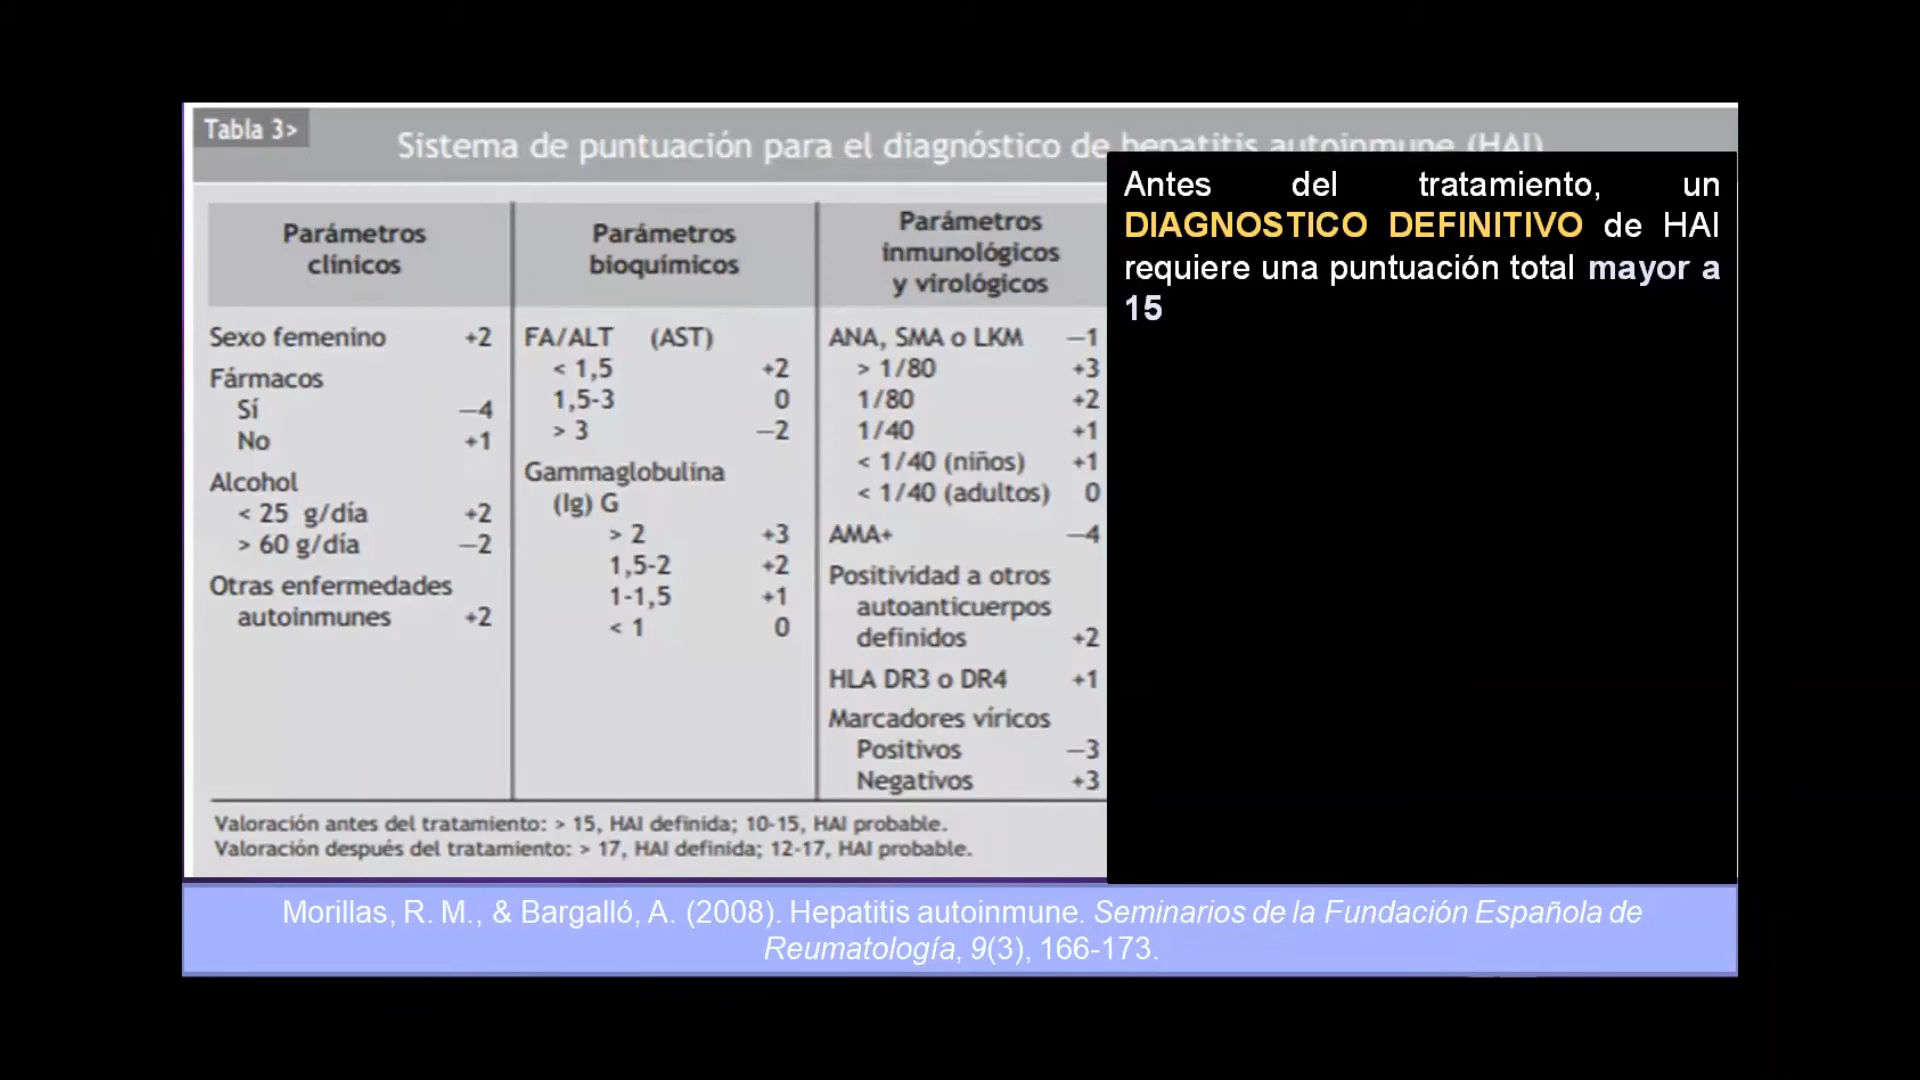 Tabla 3>
Sistema de puntuación para el diagnóstico de hepatitis autoinmune (HAI)
Parámetros
clínicos
Sexo femenino +2
Fármacos
Sí −4
No +1
Alcohol
< 25 g/día +2
> 60 g/día −2
Otras enfermedades
autoinmunes +2
Parámetros
bioquímicos
FA/ALT (AST)
< 1,5 +2
1,5-3 0
> 3 −2
Gammaglobulina
(Ig) G
> 2 +3
1,5-2 +2
1-1,5 +1
< 1 0
Parámetros
inmunológicos
y virológicos
ANA, SMA o LKM −1
> 1/80 +3
1/80 +2
1/40 +1
< 1/40 (niños) +1
< 1/40 (adultos) 0
AMA+ −4
Positividad a otros
autoanticuerpos
definidos +2
HLA DR3 o DR4 +1
Marcadores víricos
Positivos −3
Negativos +3
Valoración antes del tratamiento: > 15, HAI definida; 10-15, HAI probable.
Valoración después del tratamiento: > 17, HAI definida; 12-17, HAI probable.
Antes del tratamiento, un
DIAGNOSTICO DEFINITIVO de HAI
requiere una puntuación total mayor a
15
Morillas, R. M., & Bargalló, A. (2008). Hepatitis autoinmune. Seminarios de la Fundación Española de
Reumatología, 9(3), 166-173.